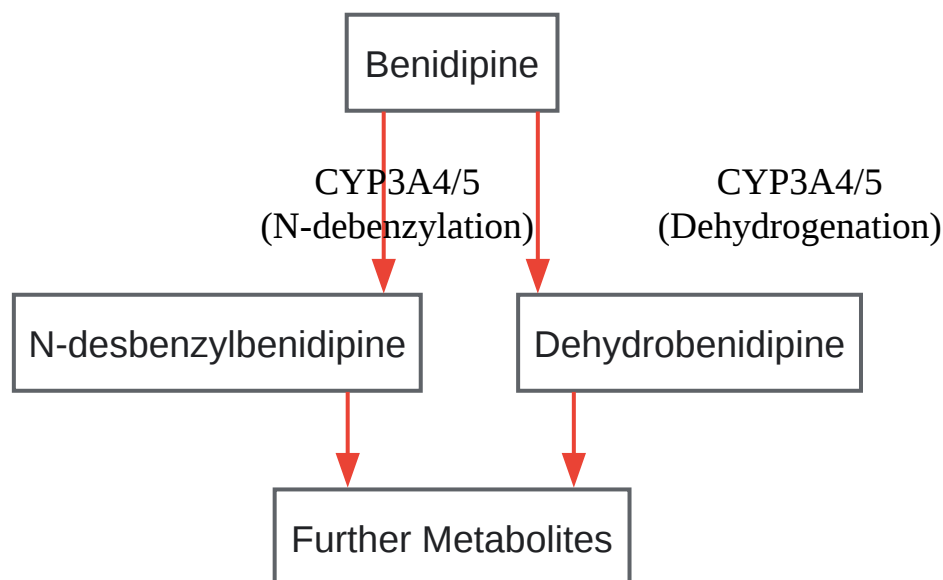 Benidipine
CYP3A4/5
(N-debenzylation)
CYP3A4/5
(Dehydrogenation)
N-desbenzylbenidipine
Dehydrobenidipine
Further Metabolites